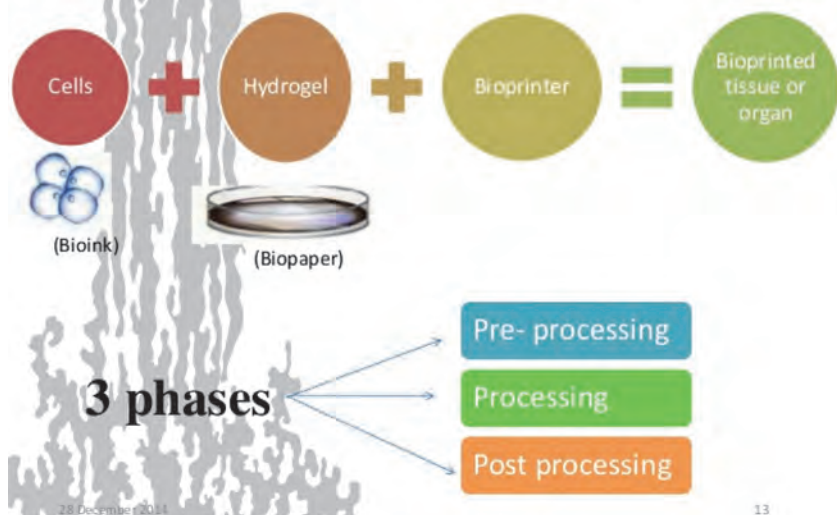 Cells
Hydrogel
Bioprinter
Bioprinted
tissue or
organ
(Bioink)
(Biopaper)
3 phases
Pre- processing
Processing
Post processing
28 December 2014
13